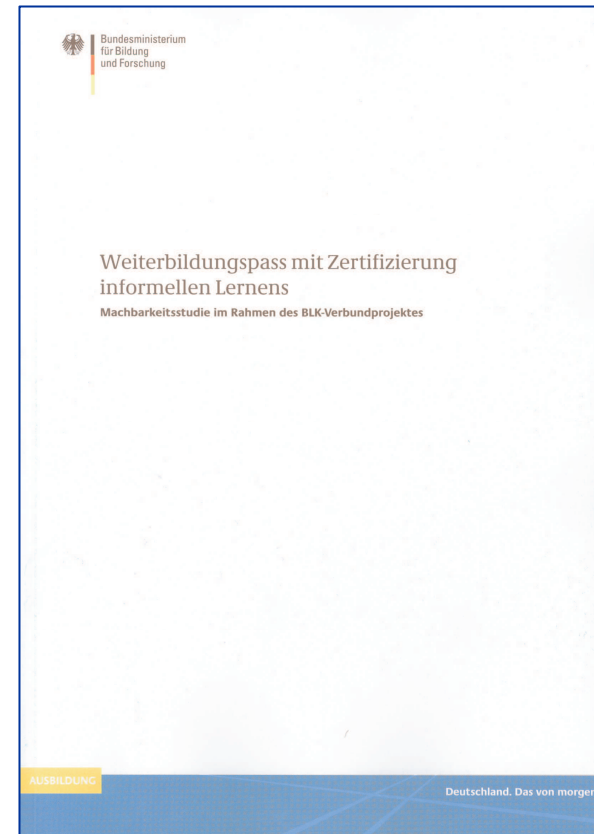 Bundesministerium
für Bildung
und Forschung
Weiterbildungspass mit Zertifizierung
informellen Lernens
Machbarkeitsstudie im Rahmen des BLK-Verbundprojektes
AUSBILDUNG
Deutschland. Das von morgen